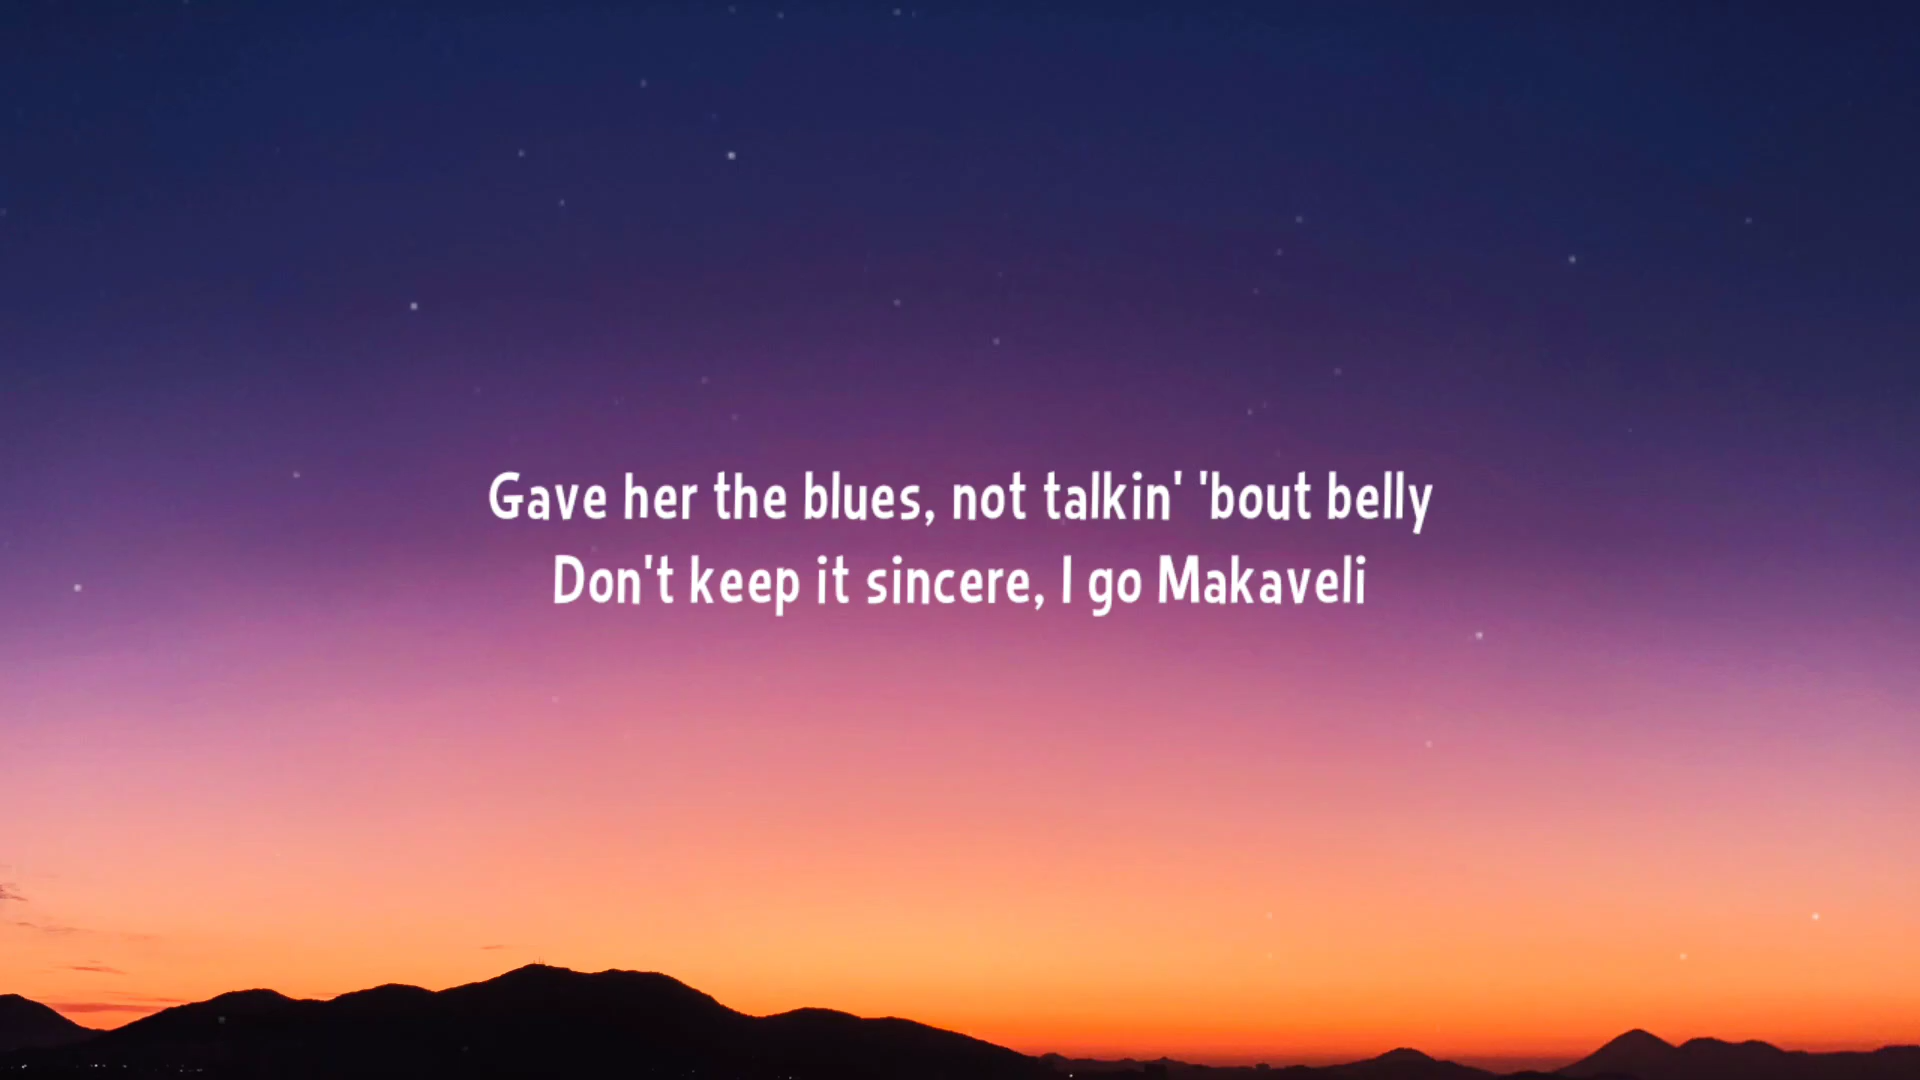 Gave her the blues, not talkin' 'bout belly
Don't keep it sincere, I go Makaveli